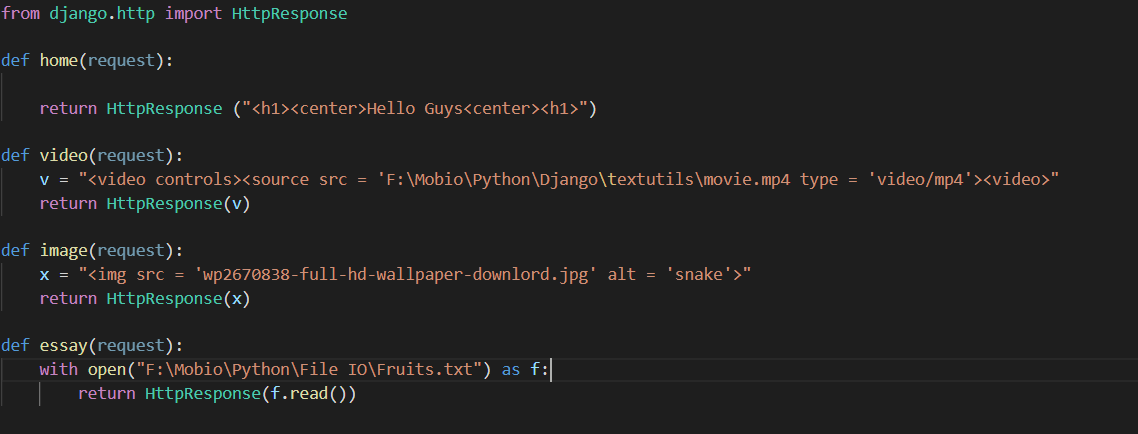 from django.http import HttpResponse
def home(request):
return HttpResponse ("<h1><center>Hello Guys<center><h1>")
def video(request):
v = "<video controls><source src = 'F:\Mobio\Python\Django\textutils\movie.mp4 type = 'video/mp4'><video>"
return HttpResponse(v)
def image(request):
x = "<img src = 'wp2670838-full-hd-wallpaper-downlord.jpg' alt = 'snake'>"
return HttpResponse(x)
def essay(request):
with open("F:\Mobio\Python\File IO\Fruits.txt") as f:
return HttpResponse(f.read())